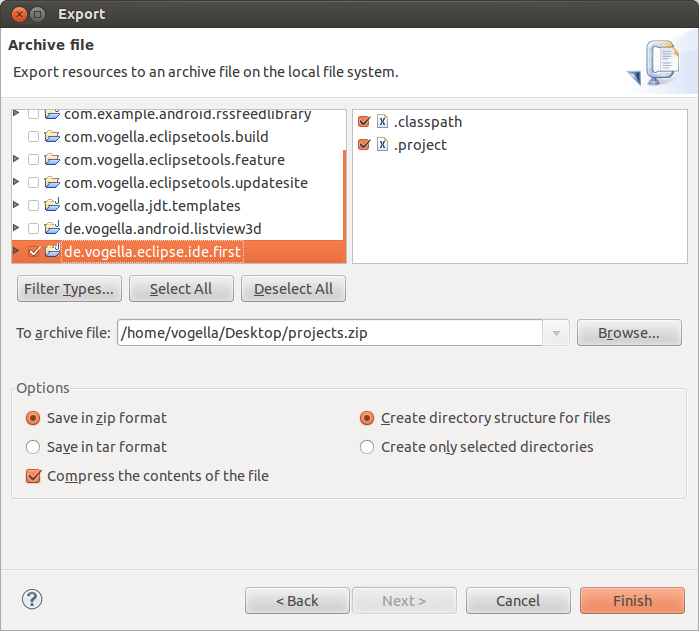 Export
Archive file
Export resources to an archive file on the local file system.
com.example.android.rssfeedlibrary
com.vogella.eclipsetools.build
com.vogella.eclipsetools.feature
com.vogella.eclipsetools.updatesite
com.vogella.jdt.templates
de.vogella.android.listview3d
de.vogella.eclipse.ide.first
.classpath
.project
Filter Types... Select All Deselect All
To archive file: /home/vogella/Desktop/projects.zip Browse...
Options
Save in zip format Create directory structure for files
Save in tar format Create only selected directories
Compress the contents of the file
? < Back Next > Cancel Finish